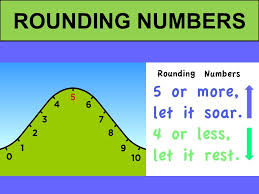 ROUNDING NUMBERS
Rounding Numbers
5 or more,
let it soar.
4 or less,
let it rest.
0
1
2
3
4
5
6
7
8
9
10